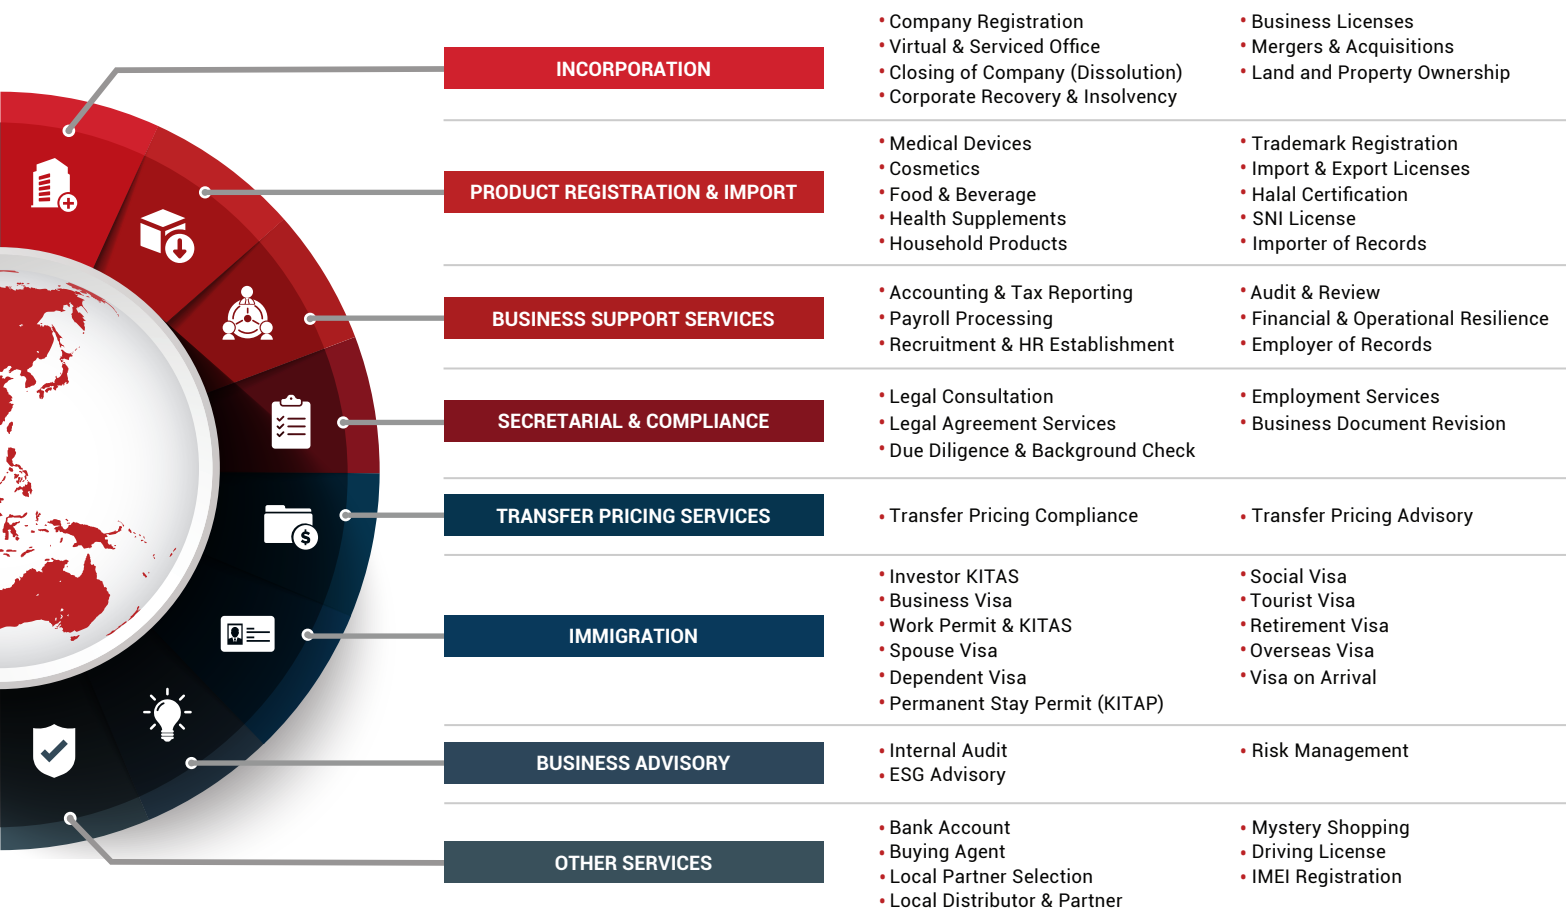 INCORPORATION
• Company Registration
• Virtual & Serviced Office
• Closing of Company (Dissolution)
• Corporate Recovery & Insolvency
• Business Licenses
• Mergers & Acquisitions
• Land and Property Ownership
PRODUCT REGISTRATION & IMPORT
• Medical Devices
• Cosmetics
• Food & Beverage
• Health Supplements
• Household Products
• Trademark Registration
• Import & Export Licenses
• Halal Certification
• SNI License
• Importer of Records
BUSINESS SUPPORT SERVICES
• Accounting & Tax Reporting
• Payroll Processing
• Recruitment & HR Establishment
• Audit & Review
• Financial & Operational Resilience
• Employer of Records
SECRETARIAL & COMPLIANCE
• Legal Consultation
• Legal Agreement Services
• Due Diligence & Background Check
• Employment Services
• Business Document Revision
$
TRANSFER PRICING SERVICES
• Transfer Pricing Compliance
• Transfer Pricing Advisory
IMMIGRATION
• Investor KITAS
• Business Visa
• Work Permit & KITAS
• Spouse Visa
• Dependent Visa
• Permanent Stay Permit (KITAP)
• Social Visa
• Tourist Visa
• Retirement Visa
• Overseas Visa
• Visa on Arrival
BUSINESS ADVISORY
• Internal Audit
• ESG Advisory
• Risk Management
OTHER SERVICES
• Bank Account
• Buying Agent
• Local Partner Selection
• Local Distributor & Partner
• Mystery Shopping
• Driving License
• IMEI Registration